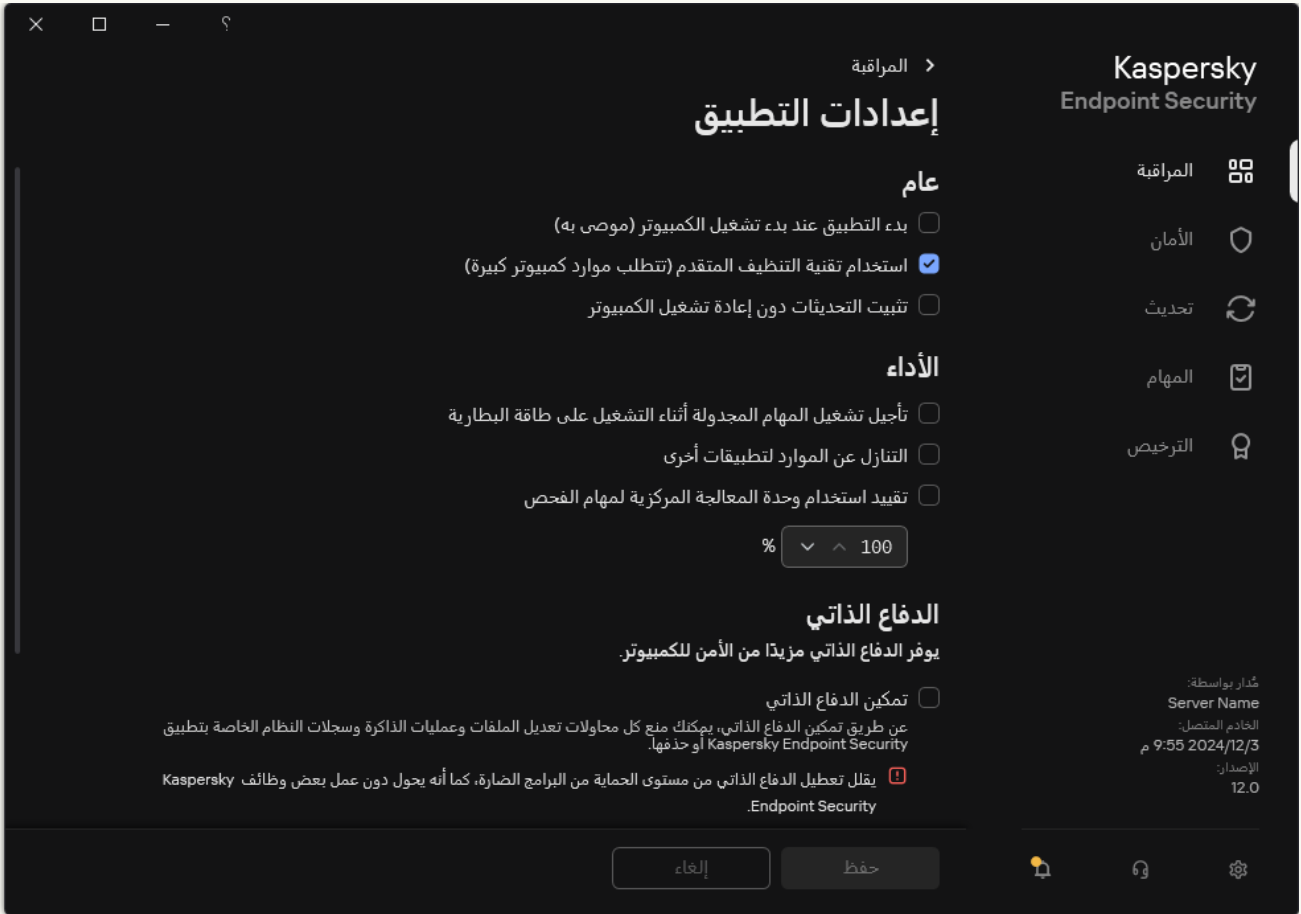 Kaspersky
Endpoint Security
المراقبة
الأمان
تحديث
المهام
الترخيص
مُدار بواسطة:
Server Name
الخادم المتصل:
2024/12/3 9:55 م
الإصدار:
12.0
المراقبة
إعدادات التطبيق
عام
بدء التطبيق عند بدء تشغيل الكمبيوتر (موصى به)
استخدام تقنية التنظيف المتقدم (تتطلب موارد كمبيوتر كبيرة)
تثبيت التحديثات دون إعادة تشغيل الكمبيوتر
الأداء
تأجيل تشغيل المهام المجدولة أثناء التشغيل على طاقة البطارية
التنازل عن الموارد لتطبيقات أخرى
تقييد استخدام وحدة المعالجة المركزية لمهام الفحص
100 %
الدفاع الذاتي
يوفر الدفاع الذاتي مزيدًا من الأمن للكمبيوتر.
تمكين الدفاع الذاتي
عن طريق تمكين الدفاع الذاتي، يمكنك منع كل محاولات تعديل الملفات وعمليات الذاكرة وسجلات النظام الخاصة بتطبيق
Kaspersky Endpoint Security أو حذفها.
يقلل تعطيل الدفاع الذاتي من مستوى الحماية من البرامج الضارة، كما أنه يحول دون عمل بعض وظائف Kaspersky
Endpoint Security.
حفظ
إلغاء